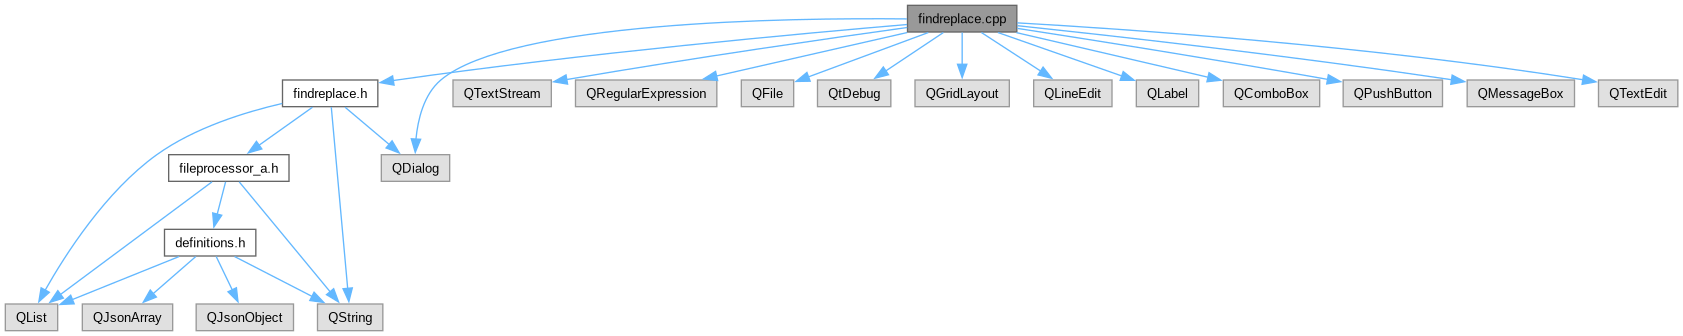 findreplace.cpp
findreplace.h
QTextStream
QRegularExpression
QFile
QtDebug
QGridLayout
QLineEdit
QLabel
QComboBox
QPushButton
QMessageBox
QTextEdit
fileprocessor_a.h
QDialog
definitions.h
QList
QJsonArray
QJsonObject
QString